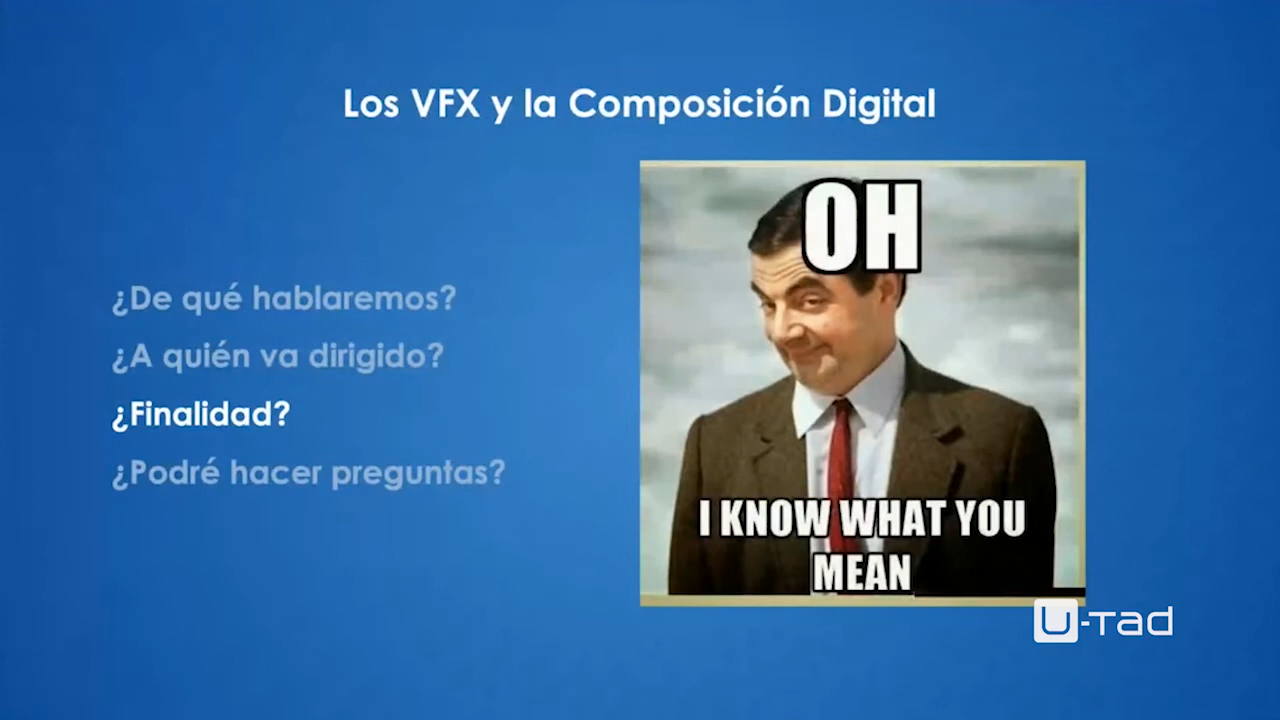 Los VFX y la Composición Digital
¿De qué hablaremos?
¿A quién va dirigido?
¿Finalidad?
¿Podré hacer preguntas?
OH
I KNOW WHAT YOU
MEAN
U-Tad